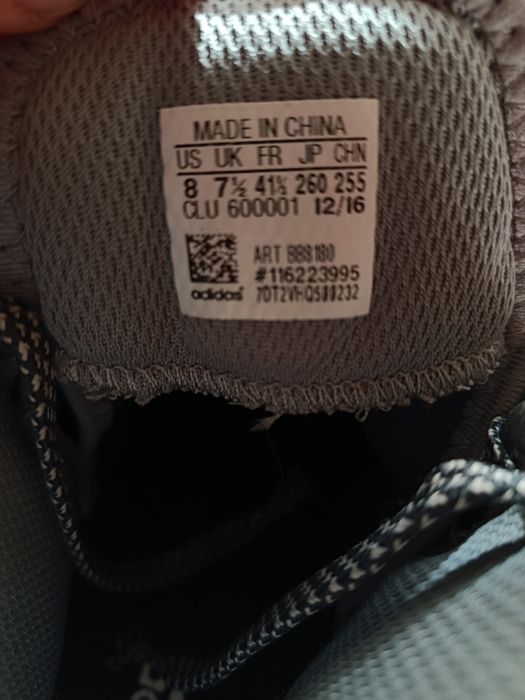 MADE IN CHINA
US UK FR JP CHN
8 7½ 41⅓ 260 255
CLU 600001 12/16
ART BB8180
#116223995
adidas 7DT2VHQ588232